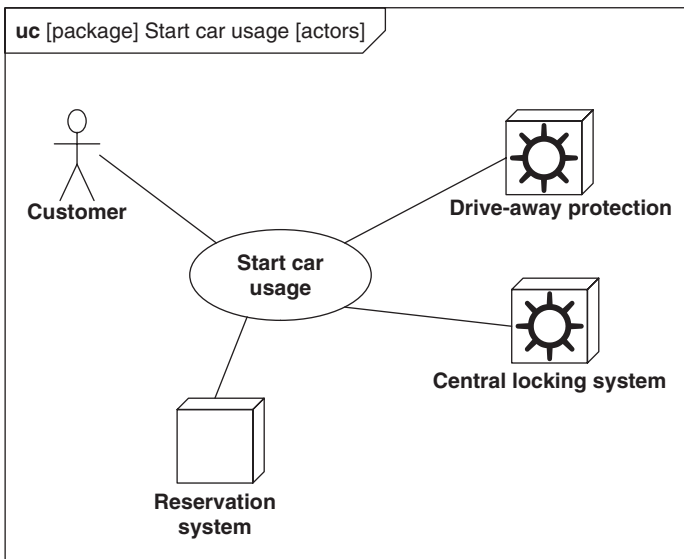 uc [package] Start car usage [actors]
Customer
Drive-away protection
Start car
usage
Central locking system
Reservation
system